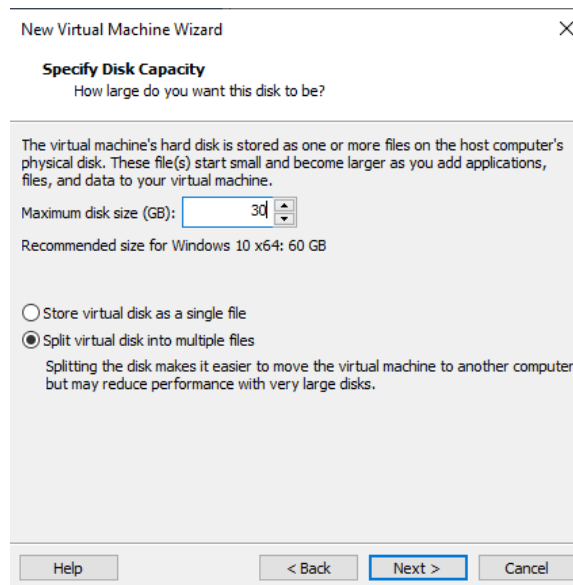 New Virtual Machine Wizard
Specify Disk Capacity
How large do you want this disk to be?
The virtual machine's hard disk is stored as one or more files on the host computer's
physical disk. These file(s) start small and become larger as you add applications,
files, and data to your virtual machine.
Maximum disk size (GB): 30
Recommended size for Windows 10 x64: 60 GB
Store virtual disk as a single file
Split virtual disk into multiple files
Splitting the disk makes it easier to move the virtual machine to another computer
but may reduce performance with very large disks.
Help < Back Next > Cancel